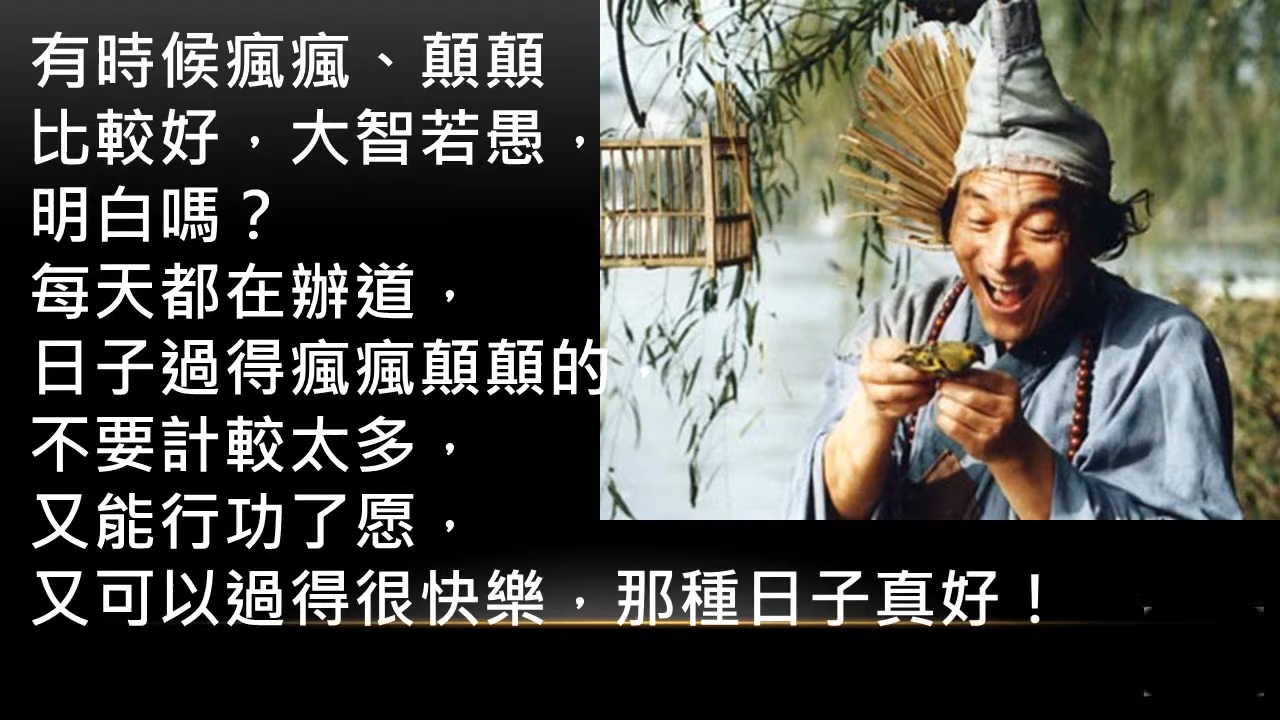 有時候瘋瘋、顛顛
比較好，大智若愚，
明白嗎？
每天都在辦道，
日子過得瘋瘋顛顛的，
不要計較太多，
又能行功了愿，
又可以過得很快樂，那種日子真好！